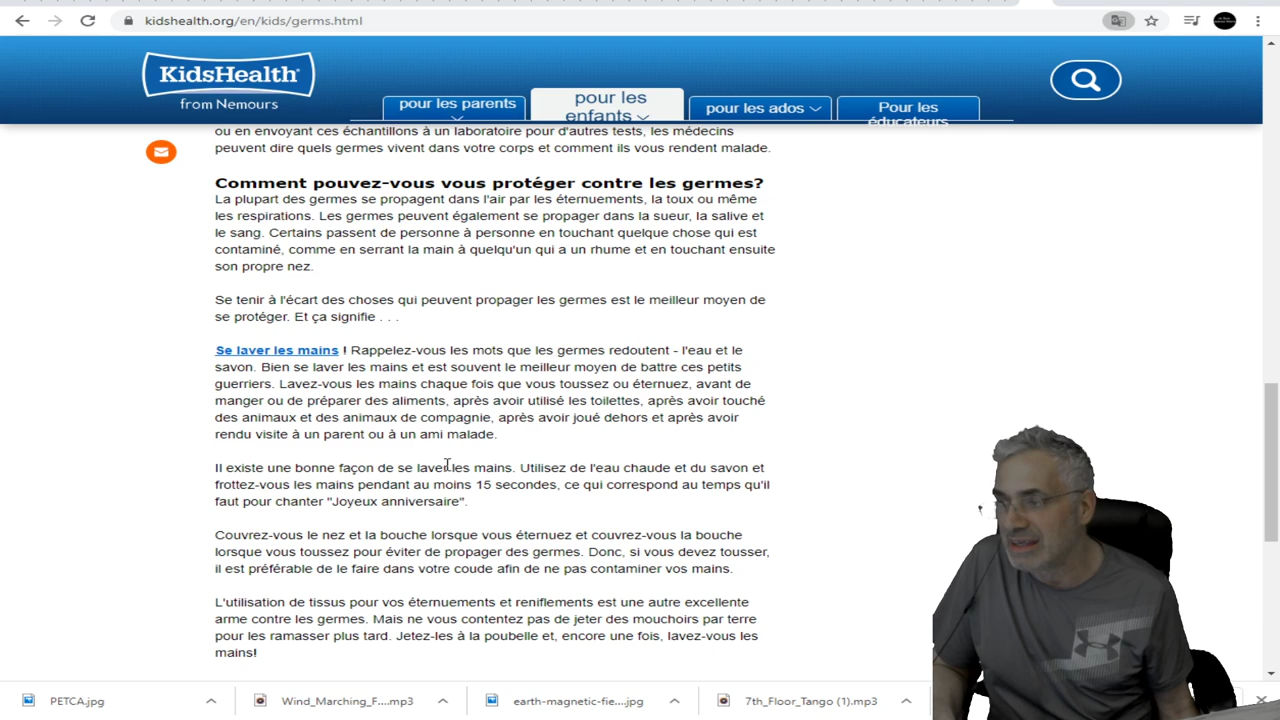 kidshealth.org/en/kids/germs.html
KidsHealth
from Nemours
pour les parents
pour les
enfants
pour les ados
Pour les
éducateurs
ou en envoyant ces échantillons à un laboratoire pour d'autres tests, les médecins
peuvent dire quels germes vivent dans votre corps et comment ils vous rendent malade.
Comment pouvez-vous vous protéger contre les germes?
La plupart des germes se propagent dans l'air par les éternuements, la toux ou même
les respirations. Les germes peuvent également se propager dans la sueur, la salive et
le sang. Certains passent de personne à personne en touchant quelque chose qui est
contaminé, comme en serrant la main à quelqu'un qui a un rhume et en touchant ensuite
son propre nez.
Se tenir à l'écart des choses qui peuvent propager les germes est le meilleur moyen de
se protéger. Et ça signifie . . .
Se laver les mains ! Rappelez-vous les mots que les germes redoutent - l'eau et le
savon. Bien se laver les mains et est souvent le meilleur moyen de battre ces petits
guerriers. Lavez-vous les mains chaque fois que vous toussez ou éternuez, avant de
manger ou de préparer des aliments, après avoir utilisé les toilettes, après avoir touché
des animaux et des animaux de compagnie, après avoir joué dehors et après avoir
rendu visite à un parent ou à un ami malade.
Il existe une bonne façon de se laver les mains. Utilisez de l'eau chaude et du savon et
frottez-vous les mains pendant au moins 15 secondes, ce qui correspond au temps qu'il
faut pour chanter "Joyeux anniversaire".
Couvrez-vous le nez et la bouche lorsque vous éternuez et couvrez-vous la bouche
lorsque vous toussez pour éviter de propager des germes. Donc, si vous devez tousser,
il est préférable de le faire dans votre coude afin de ne pas contaminer vos mains.
L'utilisation de tissus pour vos éternuements et reniflements est une autre excellente
arme contre les germes. Mais ne vous contentez pas de jeter des mouchoirs par terre
pour les ramasser plus tard. Jetez-les à la poubelle et, encore une fois, lavez-vous les
mains!
PETCA.jpg
Wind_Marching_F....mp3
earth-magnetic-fie....jpg
7th_Floor_Tango (1).mp3